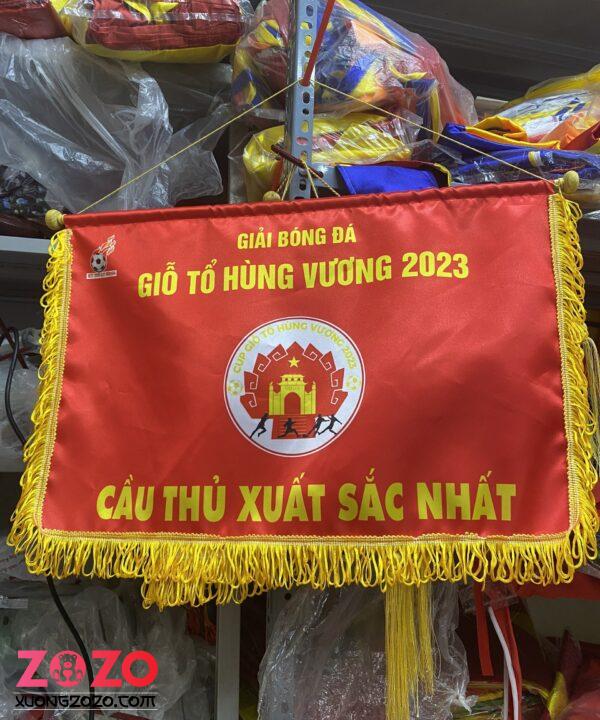 GIẢI BÓNG ĐÁ
GIỖ TỔ HÙNG VƯƠNG 2023
CÚP GIỖ TỔ HÙNG VƯƠNG 2023
CẦU THỦ XUẤT SẮC NHẤT
ZOZO
XUONGZOZO.COM